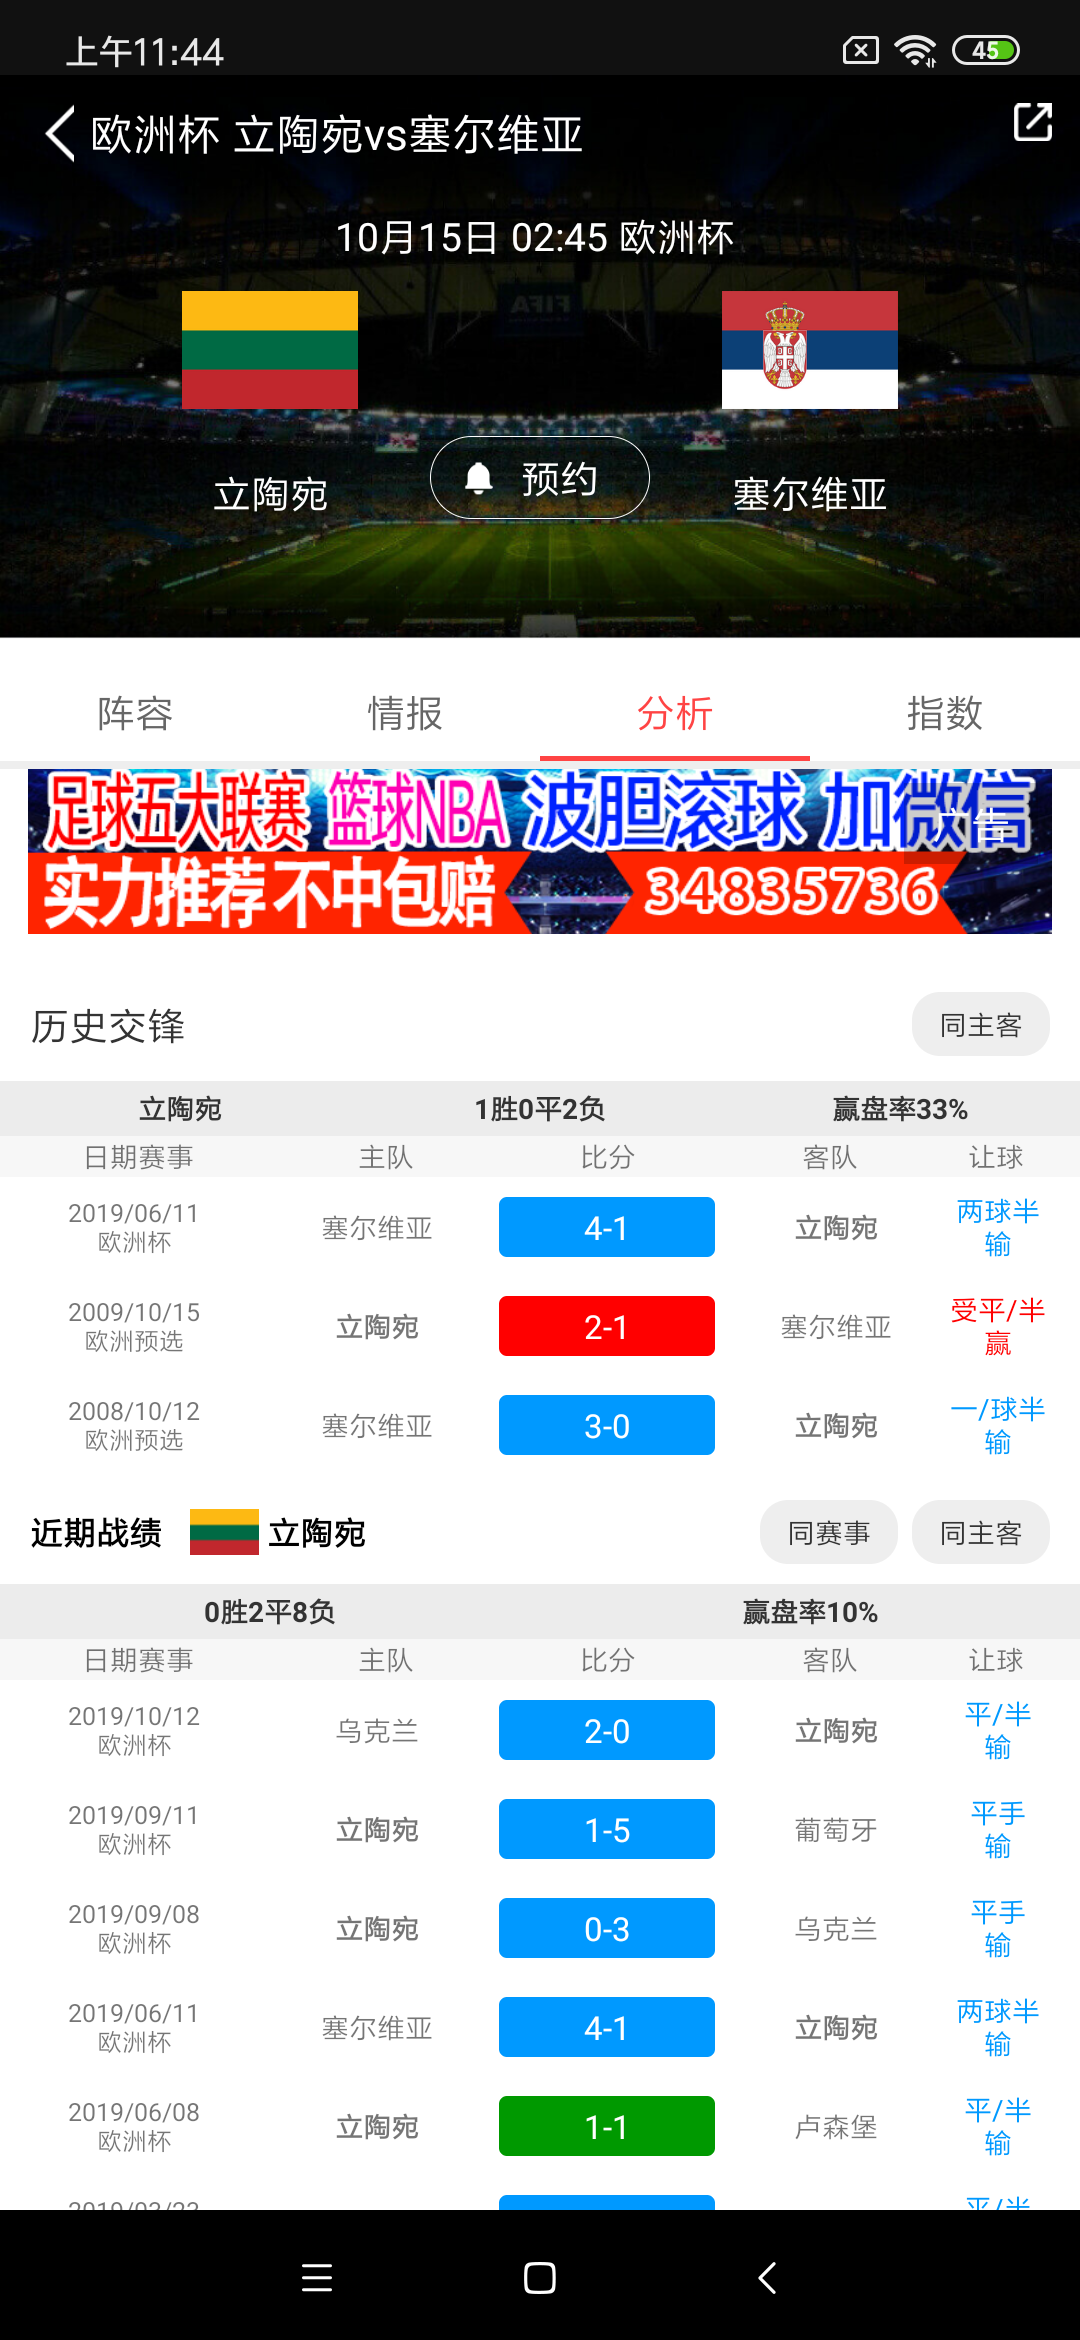 上午11:44
45
欧洲杯 立陶宛vs塞尔维亚
10月15日 02:45 欧洲杯
FIFA
立陶宛 预约 塞尔维亚
阵容 情报 分析 指数
足球五大联赛 篮球NBA 波胆滚球 加微信
广告
实力推荐 不中包赔 34835736
历史交锋 同主客
立陶宛 1胜0平2负 赢盘率33%
日期赛事 主队 比分 客队 让球
2019/06/11 塞尔维亚 4-1 立陶宛 两球半
欧洲杯 输
2009/10/15 立陶宛 2-1 塞尔维亚 受平/半
欧洲预选 赢
2008/10/12 塞尔维亚 3-0 立陶宛 一/球半
欧洲预选 输
近期战绩 立陶宛 同赛事 同主客
0胜2平8负 赢盘率10%
日期赛事 主队 比分 客队 让球
2019/10/12 乌克兰 2-0 立陶宛 平/半
欧洲杯 输
2019/09/11 立陶宛 1-5 葡萄牙 平手
欧洲杯 输
2019/09/08 立陶宛 0-3 乌克兰 平手
欧洲杯 输
2019/06/11 塞尔维亚 4-1 立陶宛 两球半
欧洲杯 输
2019/06/08 立陶宛 1-1 卢森堡 平/半
欧洲杯 输
平/半